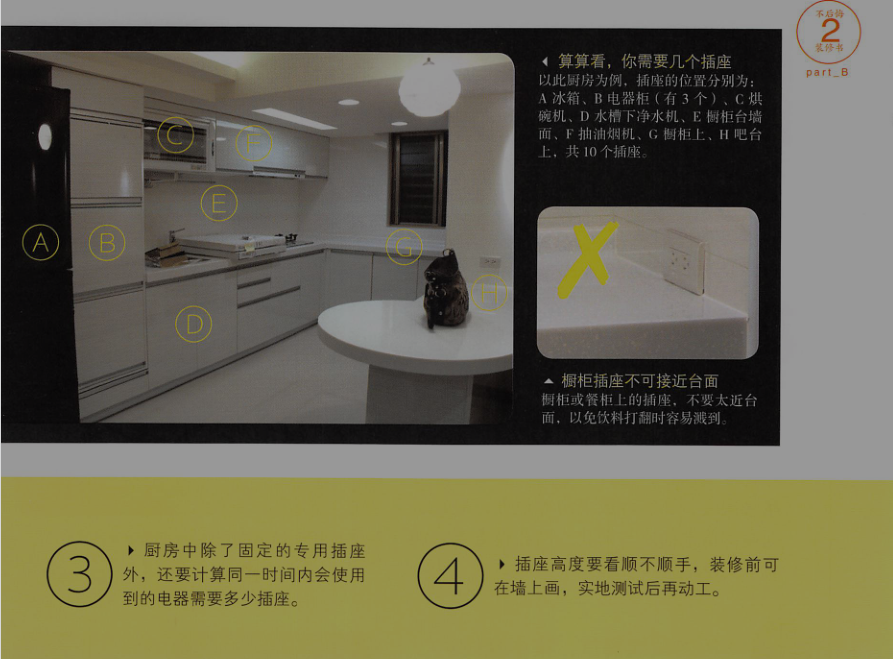 不后悔
2
装修书
part_B
算算看，你需要几个插座
以此厨房为例，插座的位置分别为：
A 冰箱、B 电器柜（有 3 个）、C 烘
碗机、D 水槽下净水机、E 橱柜台墙
面、F 抽油烟机、G 橱柜上、H 吧台
上，共 10 个插座。
C
F
E
A
B
G
H
D
橱柜插座不可接近台面
橱柜或餐柜上的插座，不要太近台
面，以免饮料打翻时容易溅到。
3
厨房中除了固定的专用插座
外，还要计算同一时间内会使用
到的电器需要多少插座。
4
插座高度要看顺不顺手，装修前可
在墙上画，实地测试后再动工。